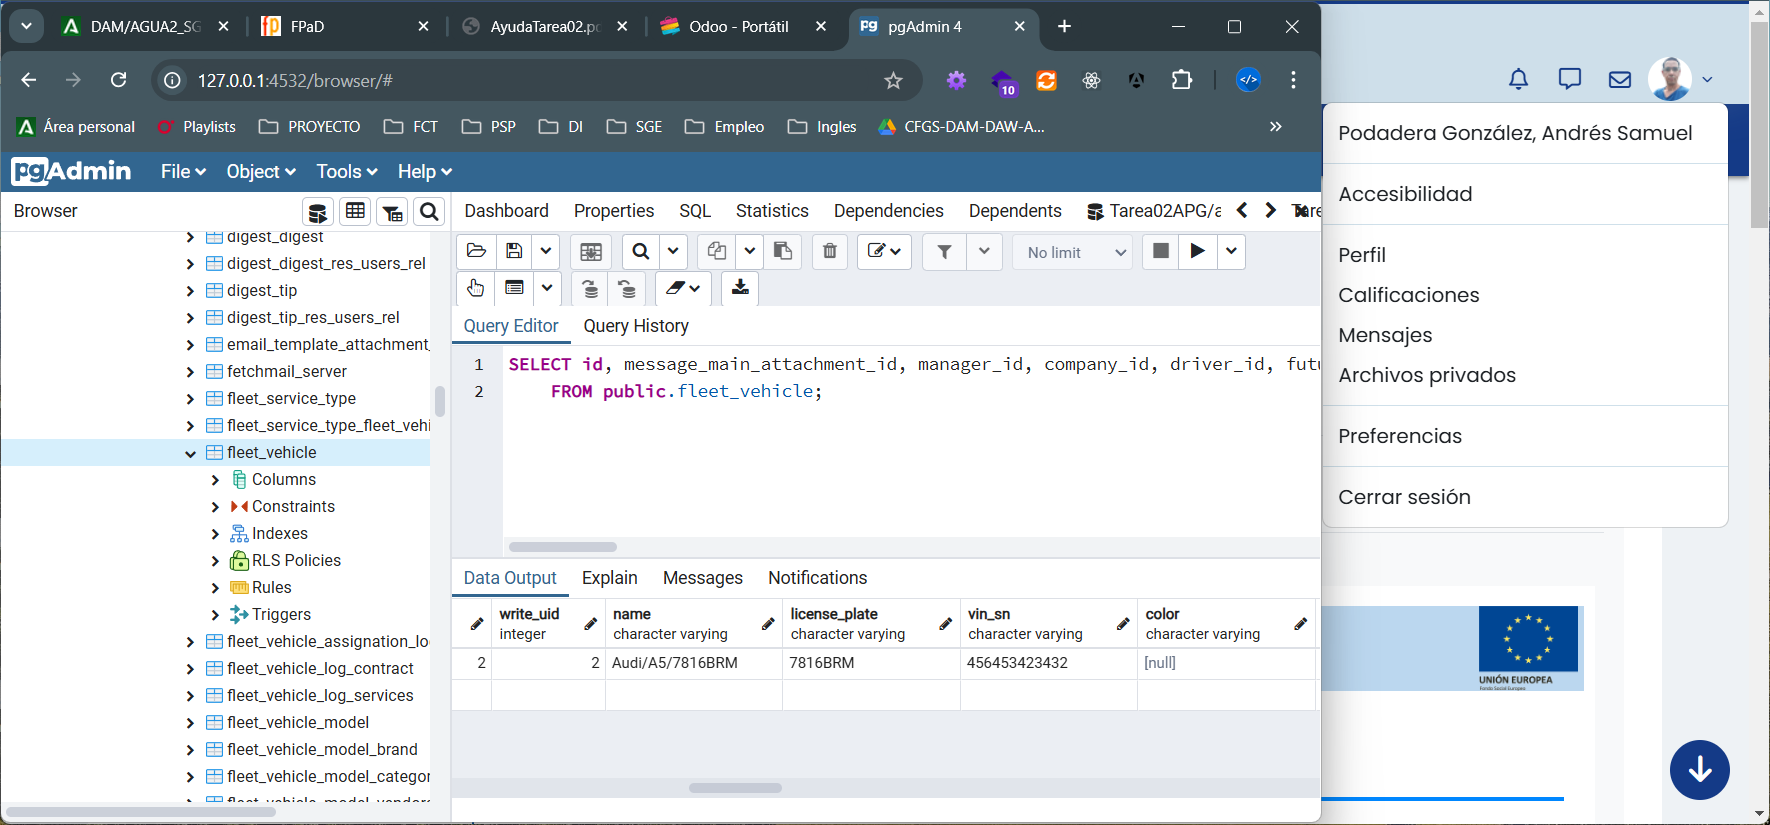 DAM/AGUA2_SG
FPaD
AyudaTarea02.pd
Odoo - Portátil
pgAdmin 4
127.0.0.1:4532/browser/#
10
Área personal
Playlists
PROYECTO
FCT
PSP
DI
SGE
Empleo
Ingles
CFGS-DAM-DAW-A...
pgAdmin
File
Object
Tools
Help
Browser
Dashboard
Properties
SQL
Statistics
Dependencies
Dependents
Tarea02APG/a
Tare
digest_digest
digest_digest_res_users_rel
digest_tip
digest_tip_res_users_rel
email_template_attachment_
fetchmail_server
fleet_service_type
fleet_service_type_fleet_vehi
fleet_vehicle
Columns
Constraints
Indexes
RLS Policies
Rules
Triggers
fleet_vehicle_assignation_lo
fleet_vehicle_log_contract
fleet_vehicle_log_services
fleet_vehicle_model
fleet_vehicle_model_brand
fleet_vehicle_model_categor
No limit
Query Editor
Query History
1 SELECT id, message_main_attachment_id, manager_id, company_id, driver_id, futu
2 FROM public.fleet_vehicle;
Data Output
Explain
Messages
Notifications
write_uid integer
name character varying
license_plate character varying
vin_sn character varying
color character varying
2 2 Audi/A5/7816BRM 7816BRM 456453423432 [null]
Podadera González, Andrés Samuel
Accesibilidad
Perfil
Calificaciones
Mensajes
Archivos privados
Preferencias
Cerrar sesión
UNIÓN EUROPEA
Fondo Social Europeo